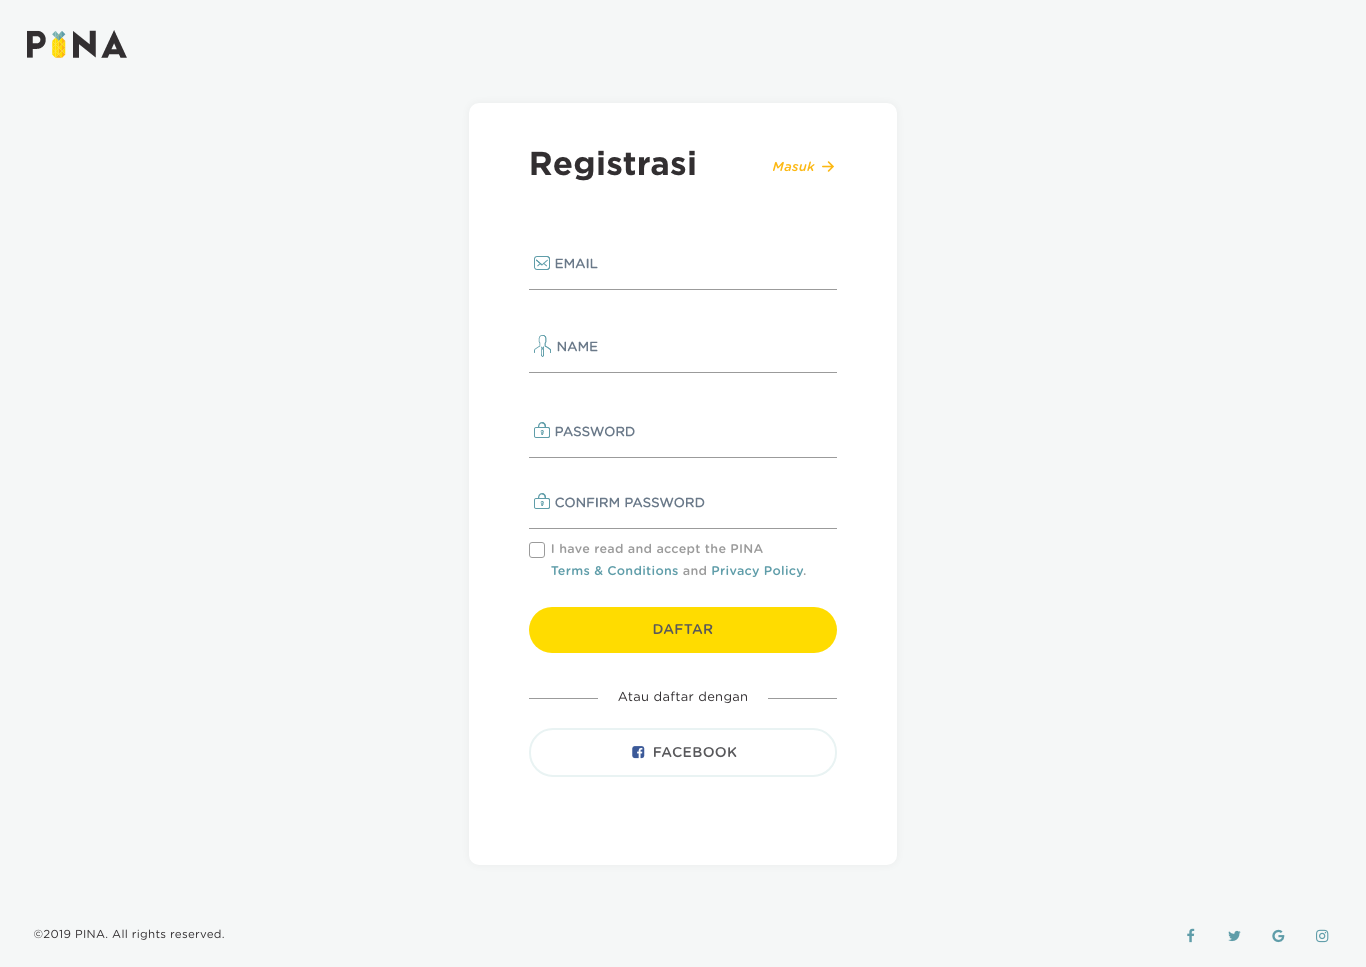 PINA
Registrasi
Masuk →
EMAIL
NAME
PASSWORD
CONFIRM PASSWORD
I have read and accept the PINA
Terms & Conditions and Privacy Policy.
DAFTAR
Atau daftar dengan
FACEBOOK
©2019 PINA. All rights reserved.